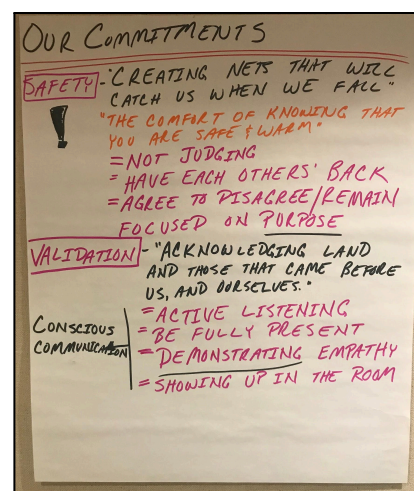 OUR COMMITMENTS
SAFETY - "CREATING NETS THAT WILL
CATCH US WHEN WE FALL"
! "THE COMFORT OF KNOWING THAT
YOU ARE SAFE & WARM"
= NOT JUDGING
= HAVE EACH OTHERS' BACK
= AGREE TO DISAGREE/REMAIN
FOCUSED ON PURPOSE
VALIDATION - "ACKNOWLEDGING LAND
AND THOSE THAT CAME BEFORE
US, AND OURSELVES."
= ACTIVE LISTENING
CONSCIOUS = BE FULLY PRESENT
COMMUNICATION = DEMONSTRATING EMPATHY
= SHOWING UP IN THE ROOM